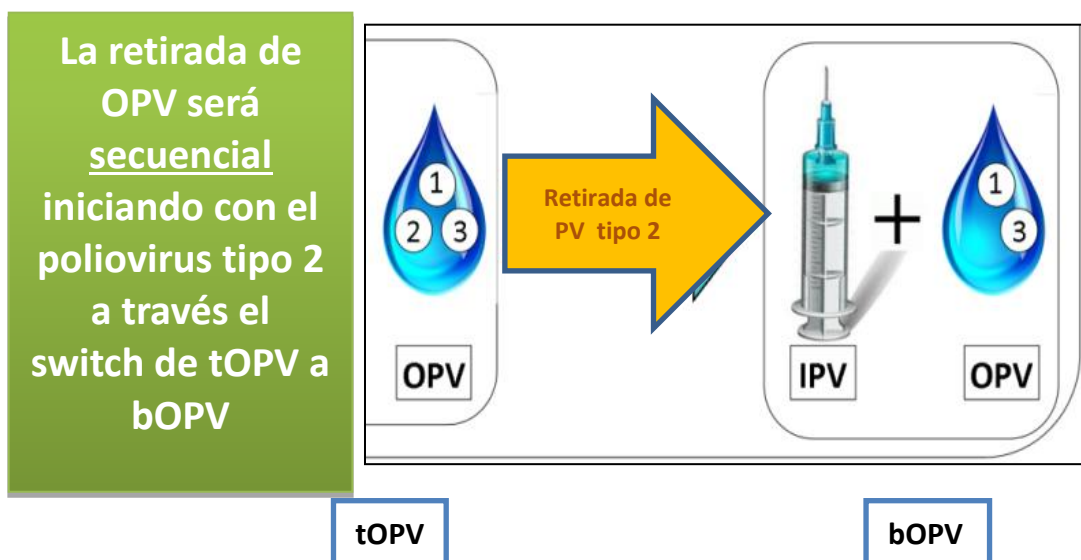 La retirada de
OPV será
secuencial
iniciando con el
poliovirus tipo 2
a través el
switch de tOPV a
bOPV
1
2 3
OPV
Retirada de
PV tipo 2
+
1
3
IPV
OPV
tOPV
bOPV